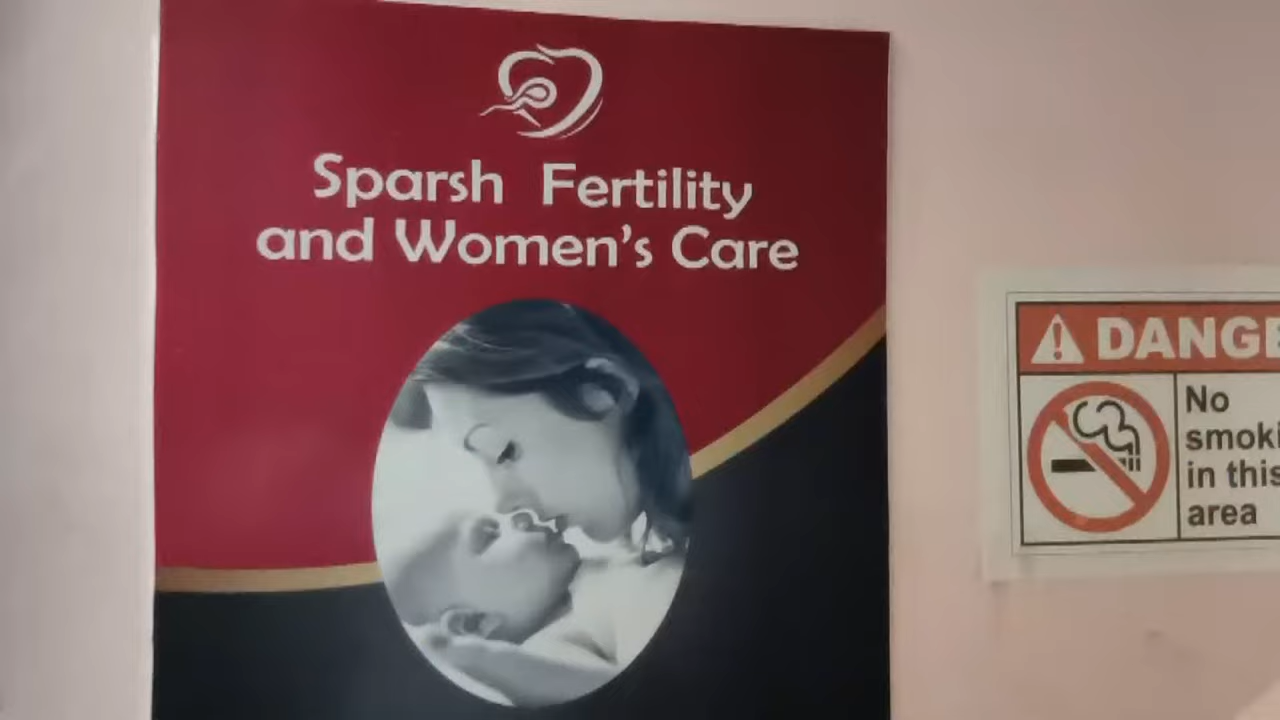 Sparsh Fertility
and Women's Care
DANGE
No
smoki
in this
area